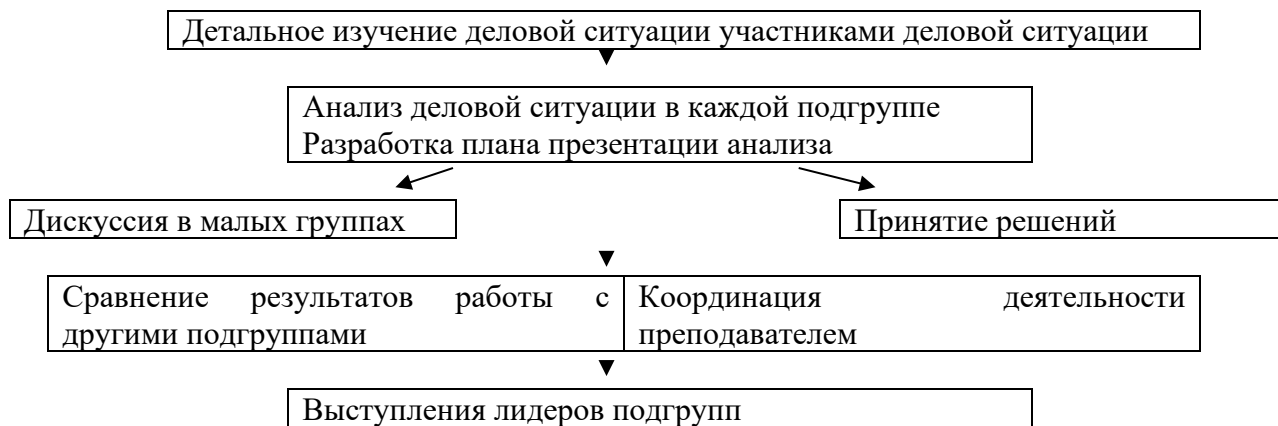 Детальное изучение деловой ситуации участниками деловой ситуации
Анализ деловой ситуации в каждой подгруппе
Разработка плана презентации анализа
Дискуссия в малых группах
Принятие решений
Сравнение результатов работы с
другими подгруппами
Координация деятельности
преподавателем
Выступления лидеров подгрупп